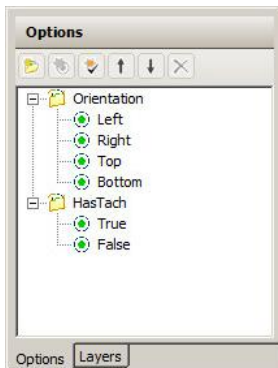 Options
Orientation
Left
Right
Top
Bottom
HasTach
True
False
Options Layers